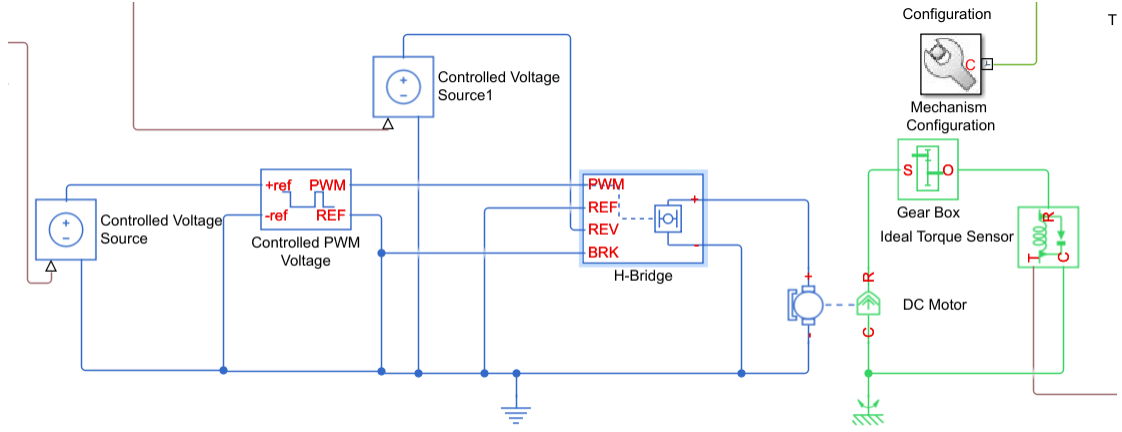 Configuration
T
C
Mechanism
Configuration
Controlled Voltage
Source1
+ref PWM
-ref REF
Controlled PWM
Voltage
Controlled Voltage
Source
PWM
REF
REV
BRK
+
-
H-Bridge
S O
Gear Box
Ideal Torque Sensor
R
T C
+
-
R
C
DC Motor